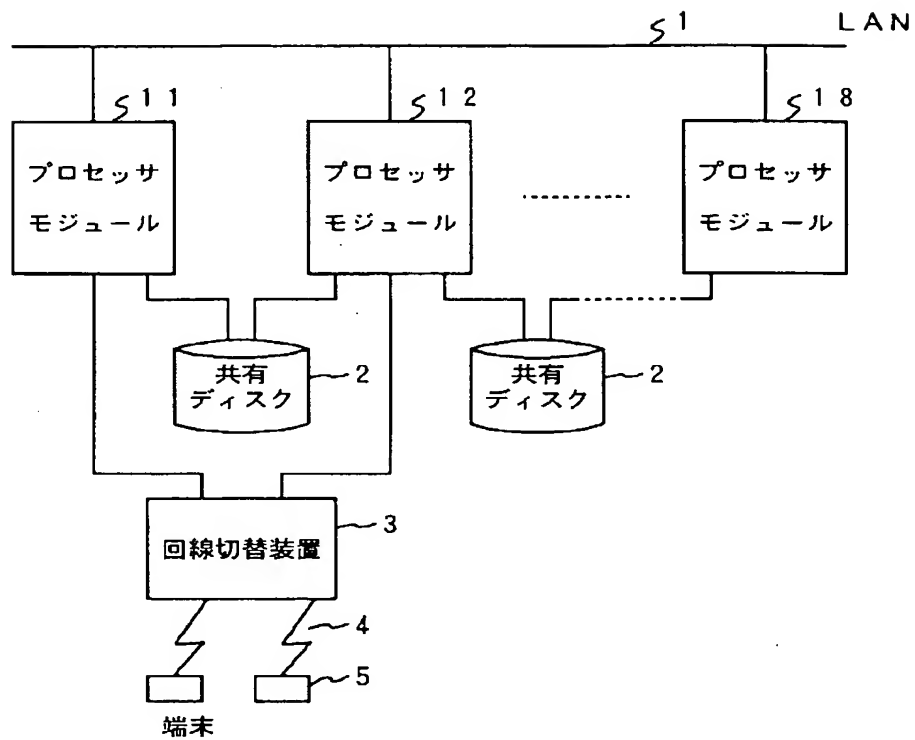 1 LAN
11
12
18
プロセッサ
モジュール
プロセッサ
モジュール
プロセッサ
モジュール
共有
ディスク
2
共有
ディスク
2
回線切替装置
3
4
5
端末